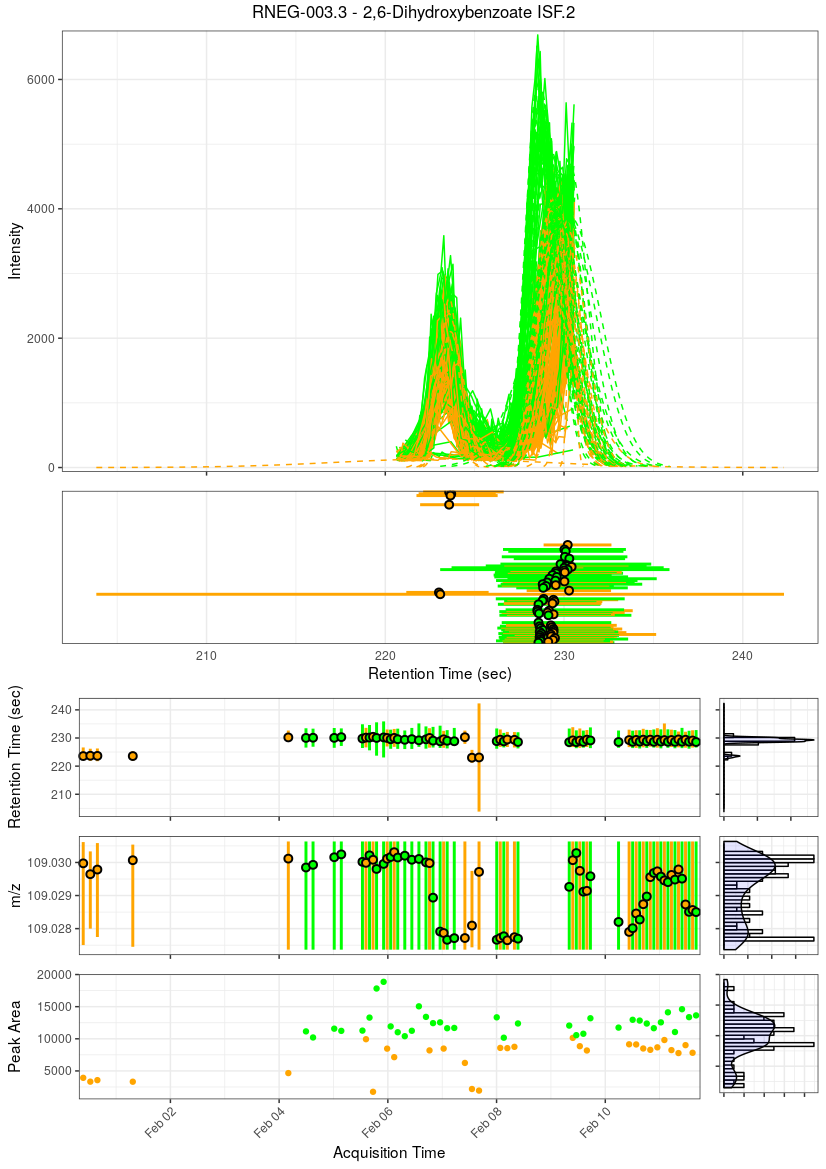 RNEG-003.3 - 2,6-Dihydroxybenzoate ISF.2
6000
4000
2000
0
Intensity
210
220
230
240
Retention Time (sec)
240
230
220
210
Retention Time (sec)
109.030
109.029
109.028
m/z
20000
15000
10000
5000
Peak Area
Feb 02
Feb 04
Feb 06
Feb 08
Feb 10
Acquisition Time